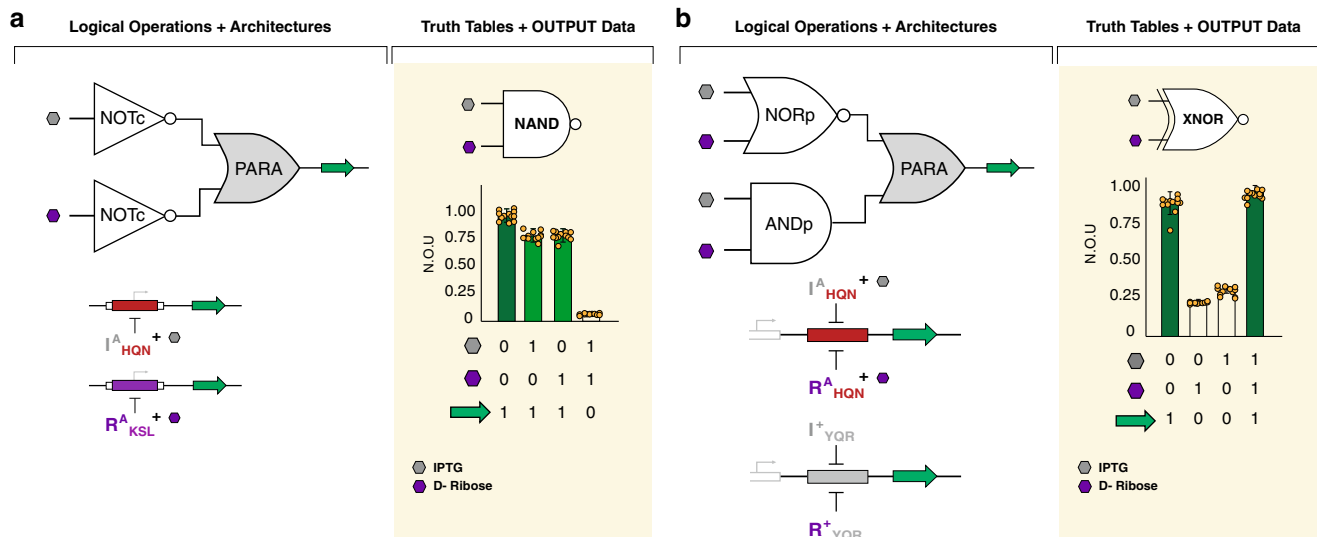 a
Logical Operations + Architectures
Truth Tables + OUTPUT Data
NOTc
NOTc
PARA
I^A HQN +
R^A KSL +
NAND
N.O.U
1.00
0.75
0.50
0.25
0
0 1 0 1
0 0 1 1
1 1 1 0
IPTG
D- Ribose
b
Logical Operations + Architectures
Truth Tables + OUTPUT Data
NORp
ANDp
PARA
I^A HQN +
R^A HQN +
I^+ YQR
R^+ YQR
XNOR
N.O.U
1.00
0.75
0.50
0.25
0
0 0 1 1
0 1 0 1
1 0 0 1
IPTG
D- Ribose